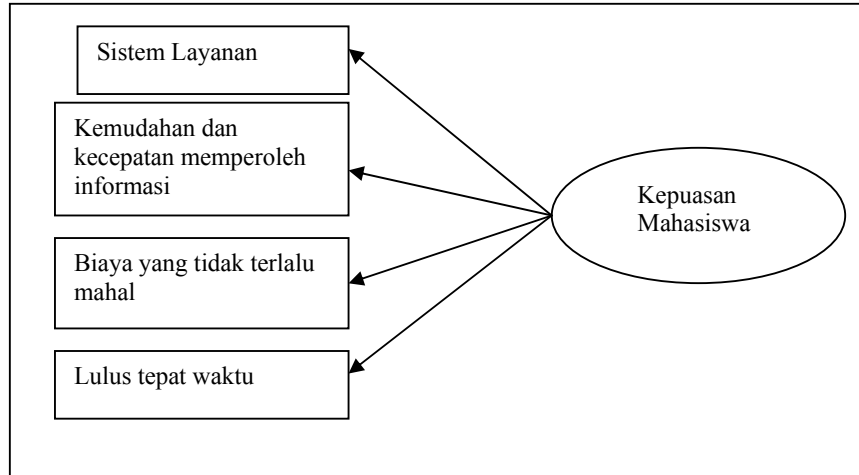 Sistem Layanan
Kemudahan dan
kecepatan memperoleh
informasi
Biaya yang tidak terlalu
mahal
Lulus tepat waktu
Kepuasan
Mahasiswa